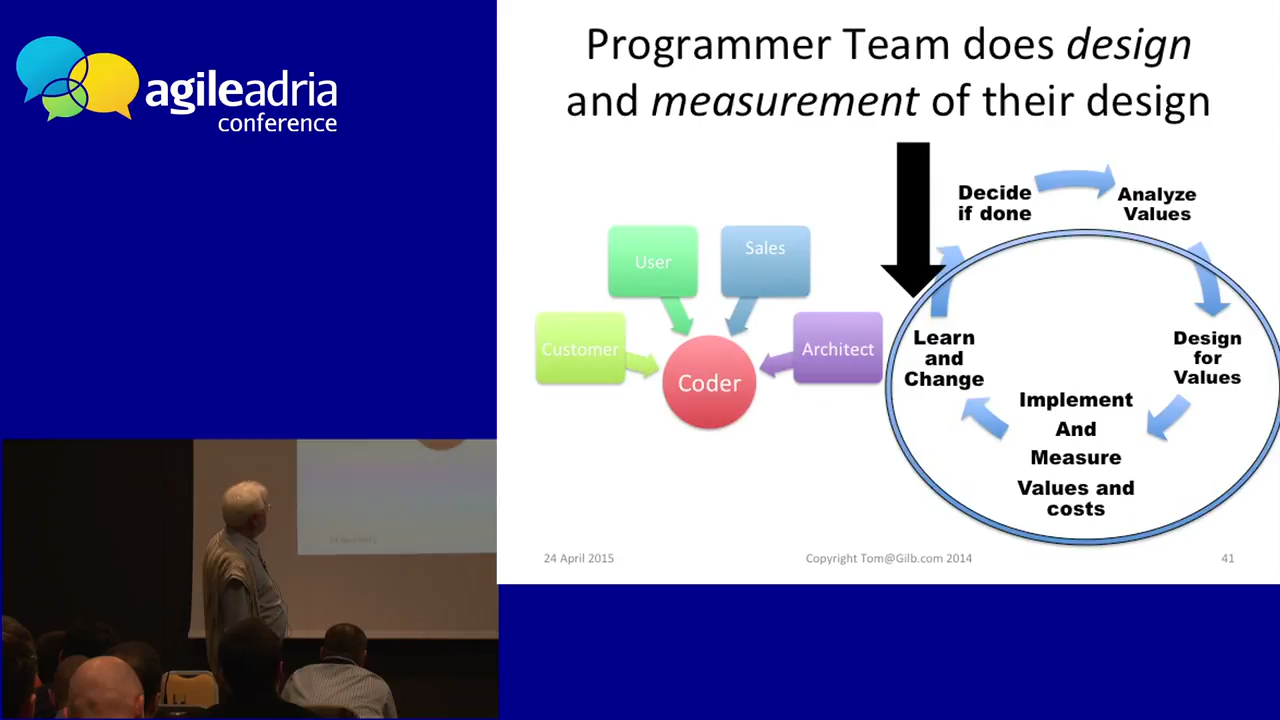 agileadria
conference
Programmer Team does design
and measurement of their design
Decide
if done
Analyze
Values
User
Sales
Customer
Architect
Coder
Learn
and
Change
Design
for
Values
Implement
And
Measure
Values and
costs
24 April 2015
Copyright Tom@Gilb.com 2014
41